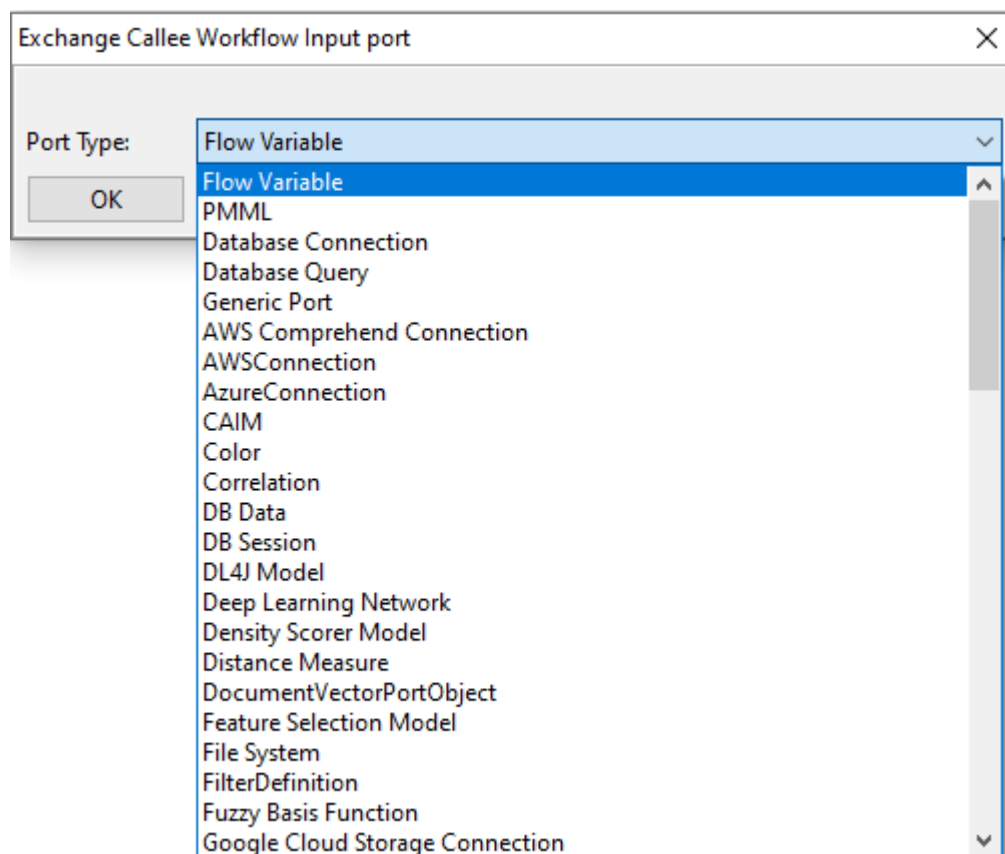 Exchange Callee Workflow Input port
Port Type:
Flow Variable
OK
Flow Variable
PMML
Database Connection
Database Query
Generic Port
AWS Comprehend Connection
AWSConnection
AzureConnection
CAIM
Color
Correlation
DB Data
DB Session
DL4J Model
Deep Learning Network
Density Scorer Model
Distance Measure
DocumentVectorPortObject
Feature Selection Model
File System
FilterDefinition
Fuzzy Basis Function
Google Cloud Storage Connection